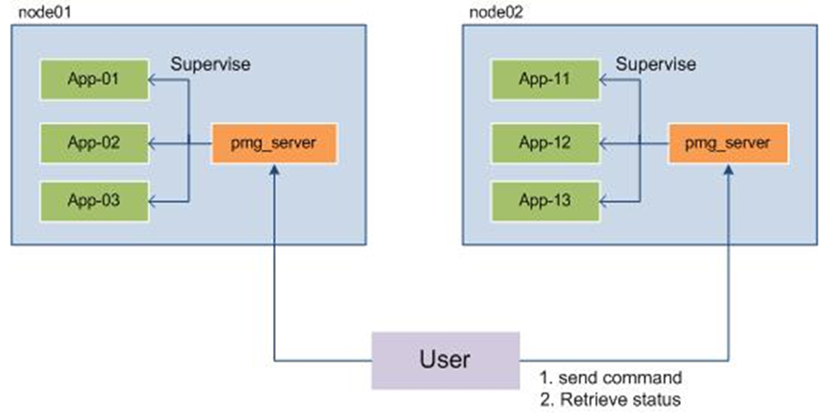 node01
Supervise
App-01
App-02
pmg_server
App-03
node02
Supervise
App-11
App-12
pmg_server
App-13
User
1. send command
2. Retrieve status